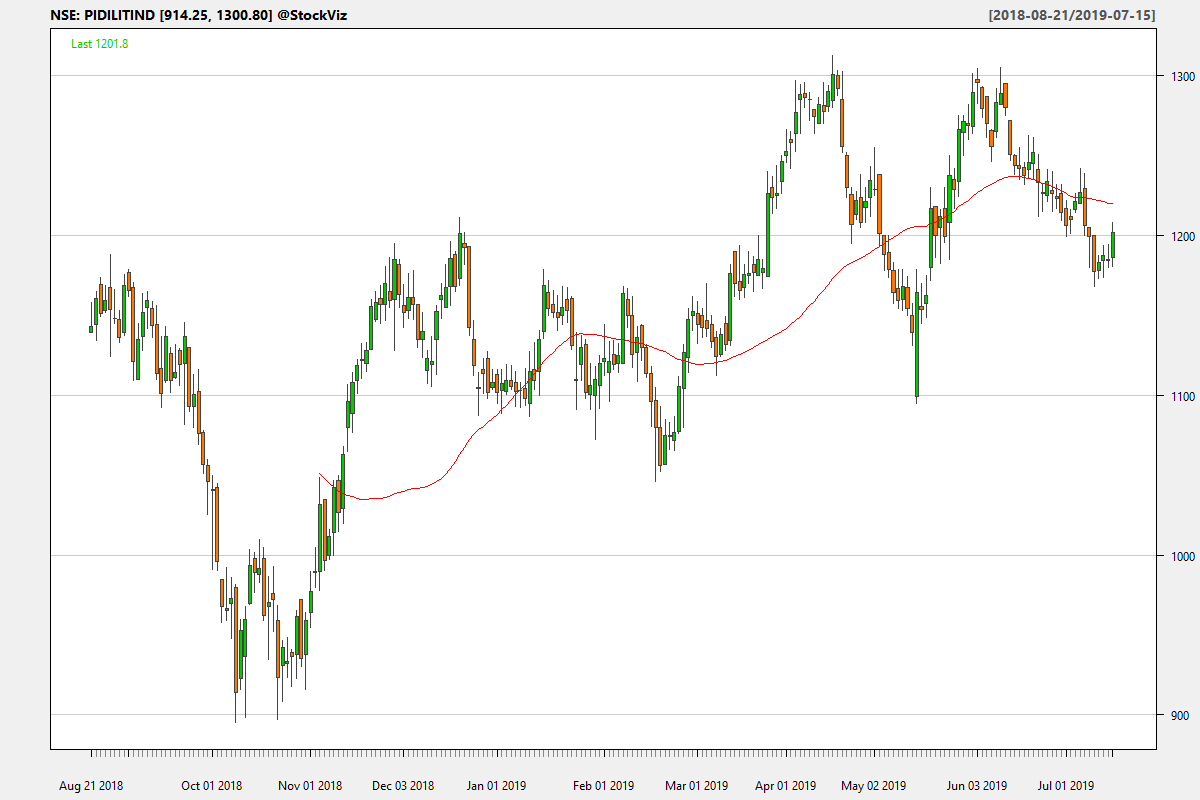 NSE: PIDILITIND [914.25, 1300.80] @StockViz [2018-08-21/2019-07-15]
Last 1201.8
1300
1200
1100
1000
900
Aug 21 2018 Oct 01 2018 Nov 01 2018 Dec 03 2018 Jan 01 2019 Feb 01 2019 Mar 01 2019 Apr 01 2019 May 02 2019 Jun 03 2019 Jul 01 2019